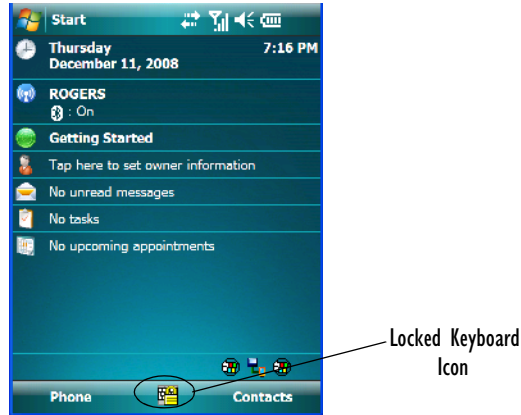 Start
Thursday 7:16 PM
December 11, 2008
ROGERS
: On
Getting Started
Tap here to set owner information
No unread messages
No tasks
No upcoming appointments
Locked Keyboard
Icon
Phone Contacts